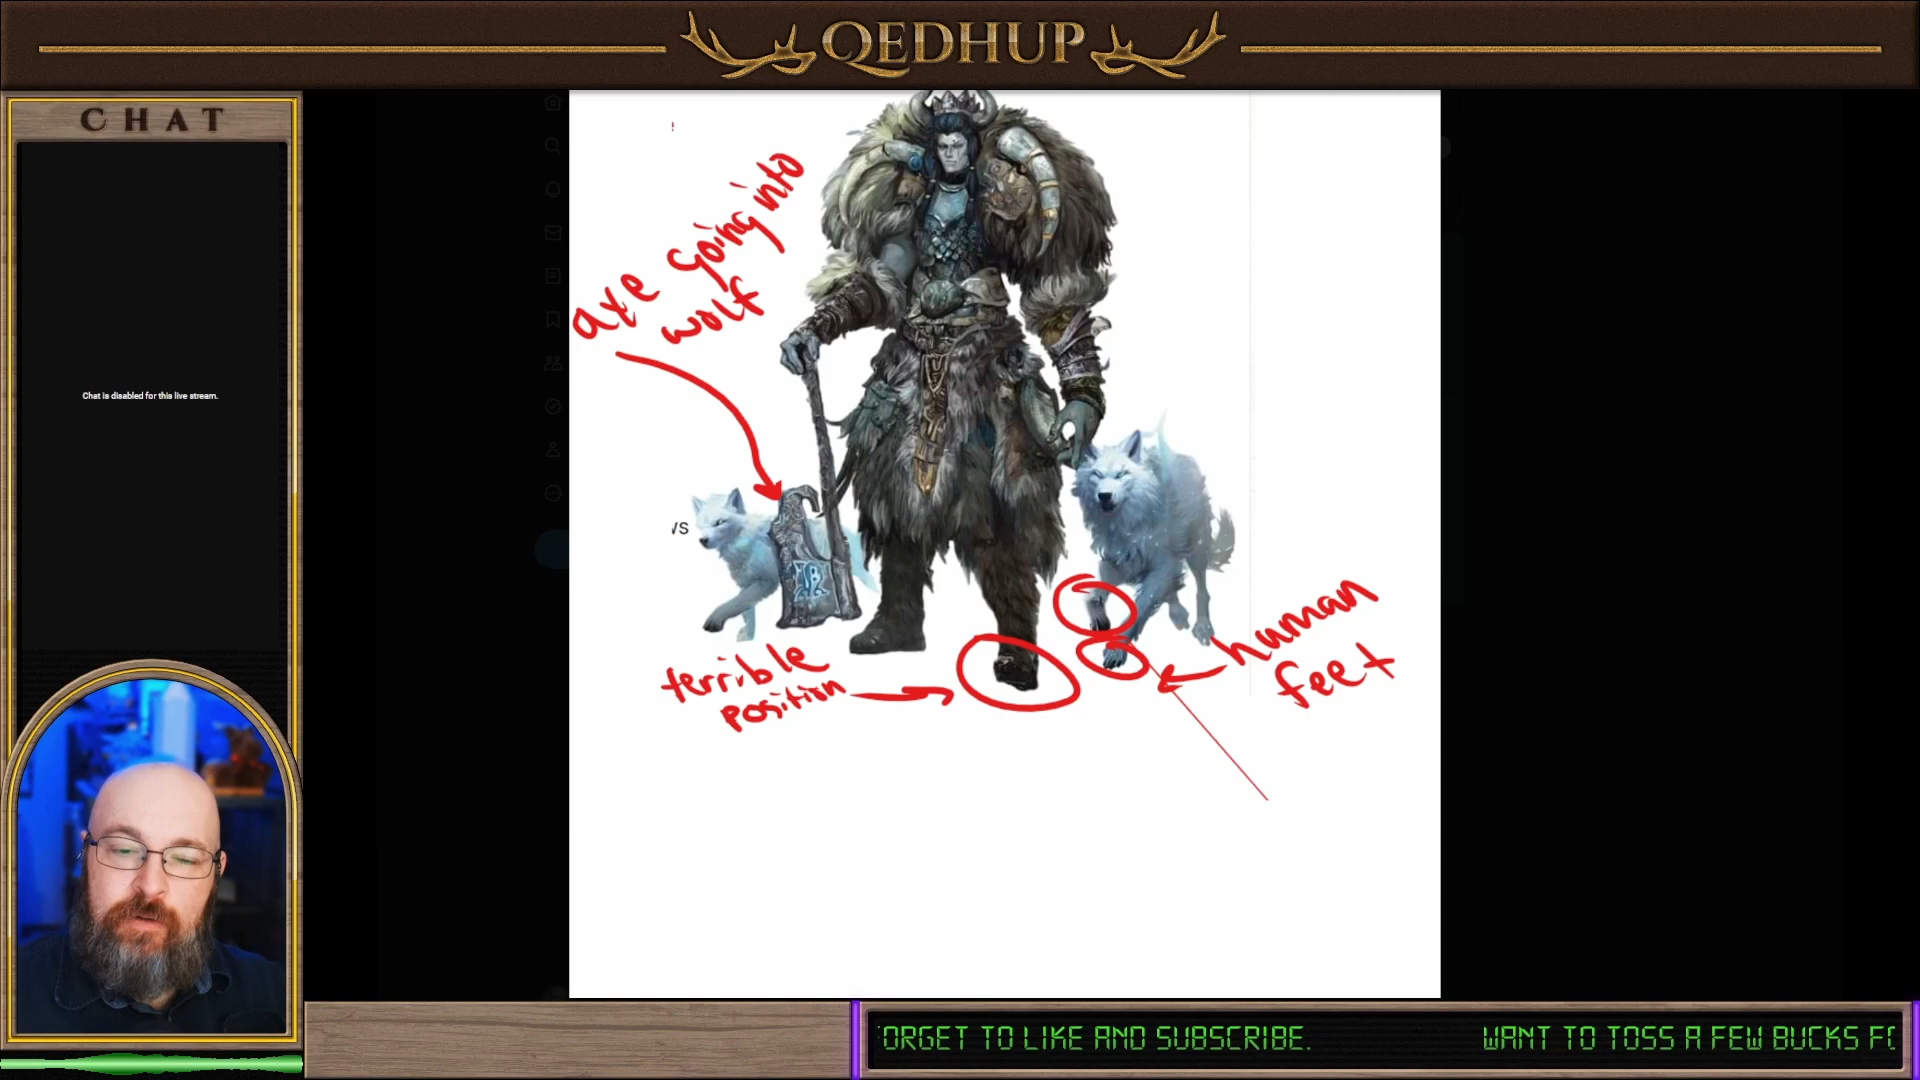 QEDHUP
CHAT
Chat is disabled for this live stream.
axe going into
wolf
vs
terrible
position
human
feet
ORGET TO LIKE AND SUBSCRIBE.
WANT TO TOSS A FEW BUCKS